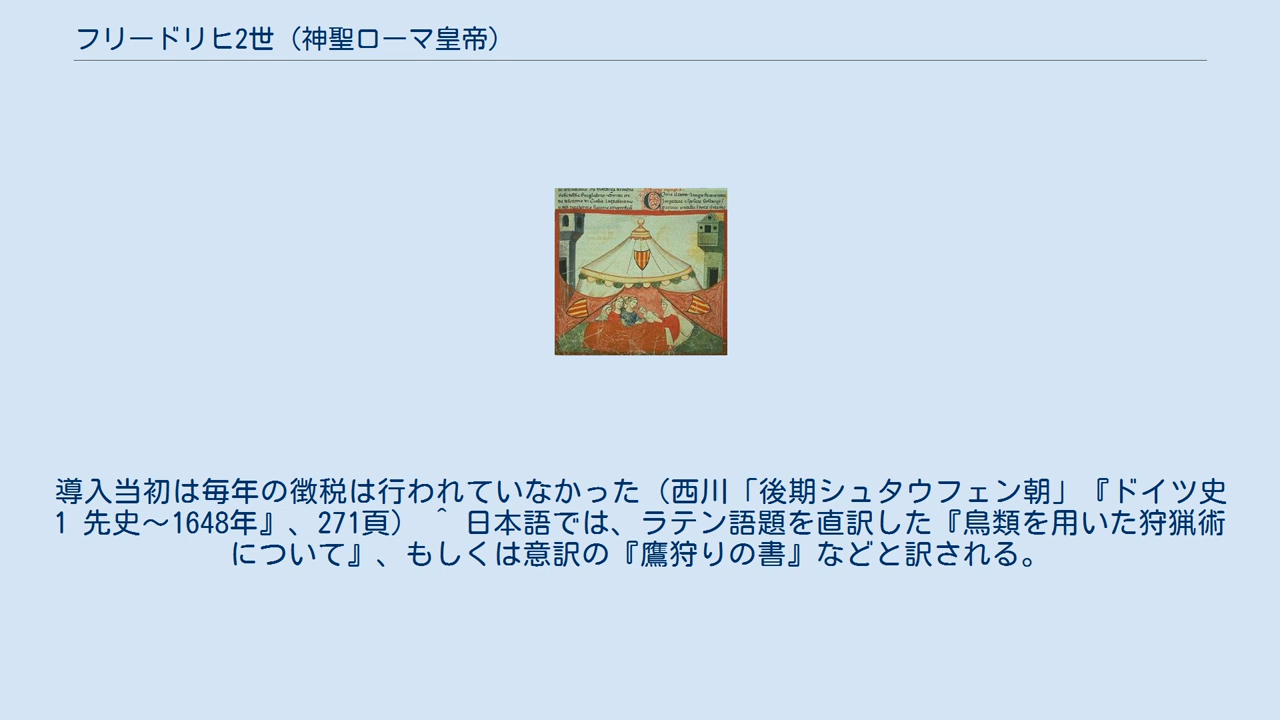 フリードリヒ2世（神聖ローマ皇帝）
導入当初は毎年の徴税は行われていなかった（西川「後期シュタウフェン朝」『ドイツ史
1 先史〜1648年』、271頁） ^ 日本語では、ラテン語題を直訳した『鳥類を用いた狩猟術
について』、もしくは意訳の『鷹狩りの書』などと訳される。